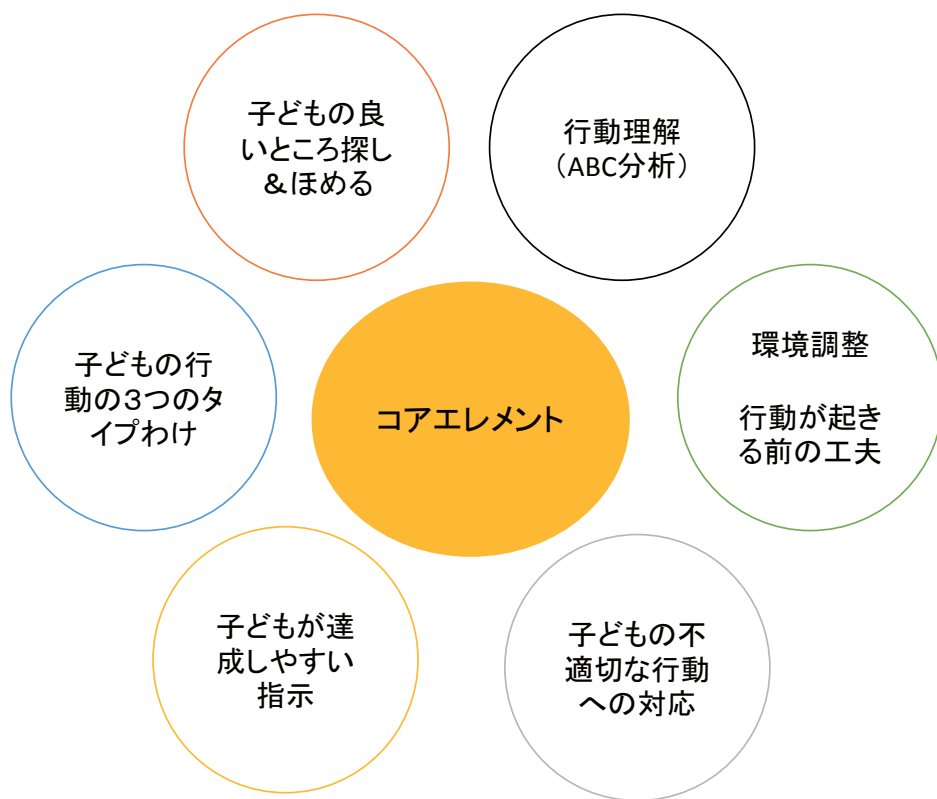 子どもの良
いところ探し
＆ほめる
行動理解
（ABC分析）
子どもの行
動の３つのタ
イプわけ
コアエレメント
環境調整
行動が起き
る前の工夫
子どもが達
成しやすい
指示
子どもの不
適切な行動
への対応